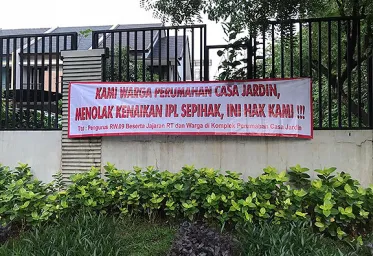 KAMI WARGA PERUMAHAN CASA JARDIN,
MENOLAK KENAIKAN IPL SEPIHAK, INI HAK KAMI !!!
Ttd : Pengurus RW.09 Beserta Jajaran RT dan Warga di Komplek Perumahan Casa Jardin